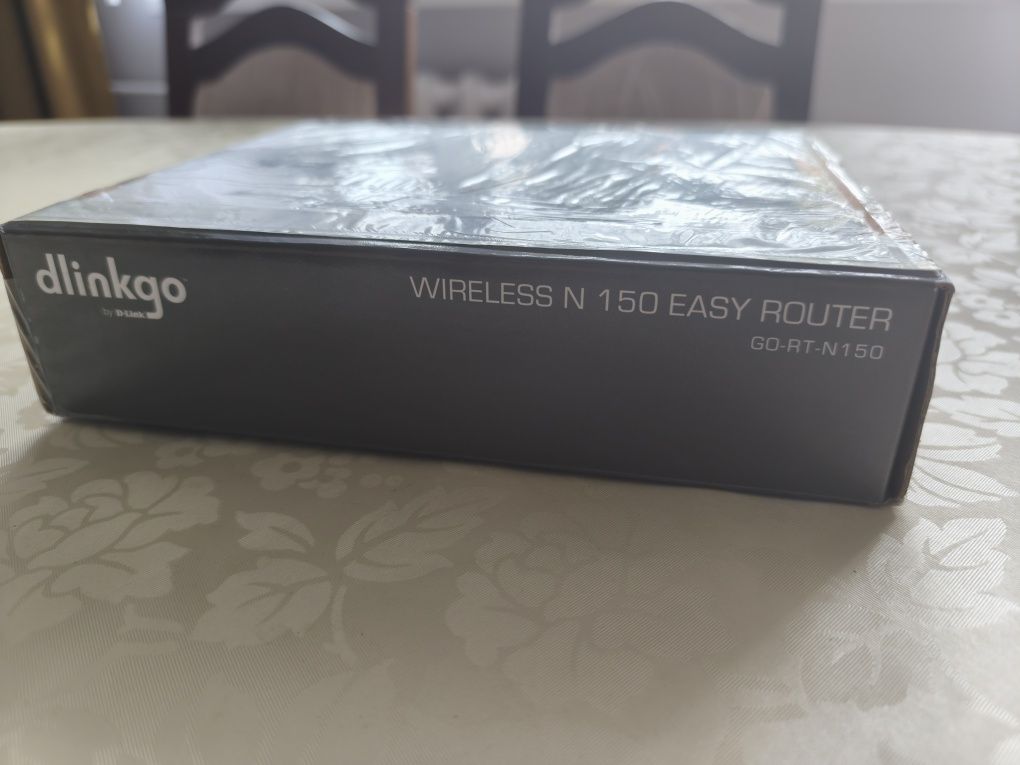 dlinkgo
by D-Link
WIRELESS N 150 EASY ROUTER
GO-RT-N150